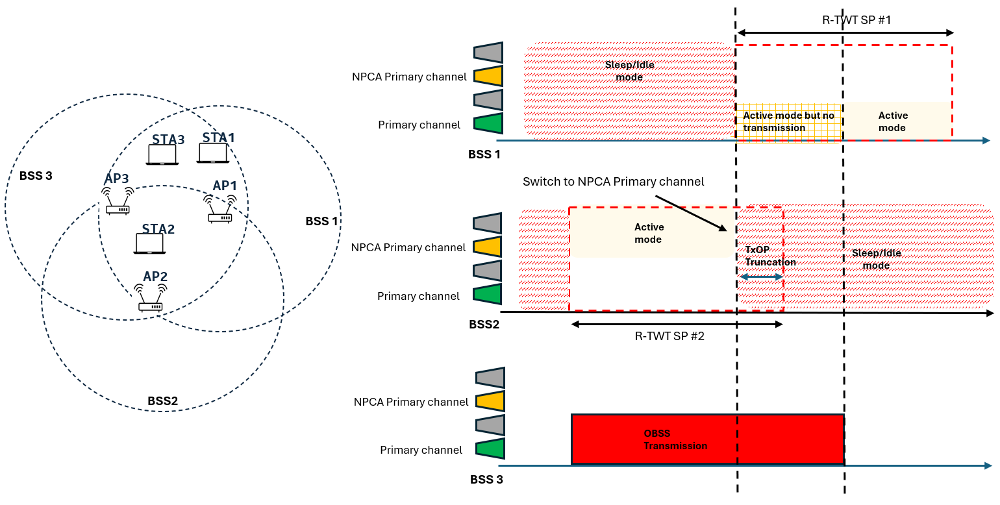 STA3
STA1
BSS 3
AP3
AP1
BSS 1
STA2
AP2
BSS2
R-TWT SP #1
NPCA Primary channel
Primary channel
BSS 1
Sleep/Idle
mode
Active mode but no
transmission
Active
mode
Switch to NPCA Primary channel
NPCA Primary channel
Primary channel
BSS2
Active
mode
TxOP
Truncation
Sleep/Idle
mode
R-TWT SP #2
NPCA Primary channel
Primary channel
BSS 3
OBSS
Transmission